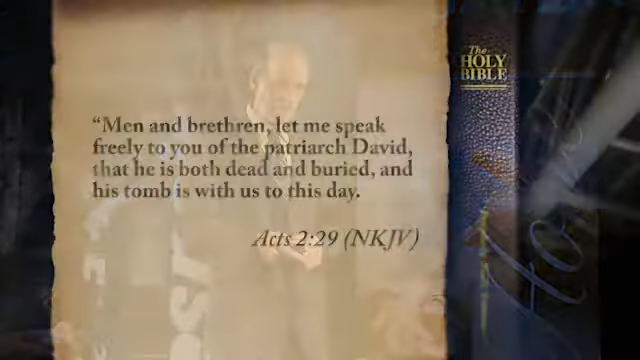 “Men and brethren, let me speak
freely to you of the patriarch David,
that he is both dead and buried, and
his tomb is with us to this day.
Acts 2:29 (NKJV)
The
HOLY
BIBLE